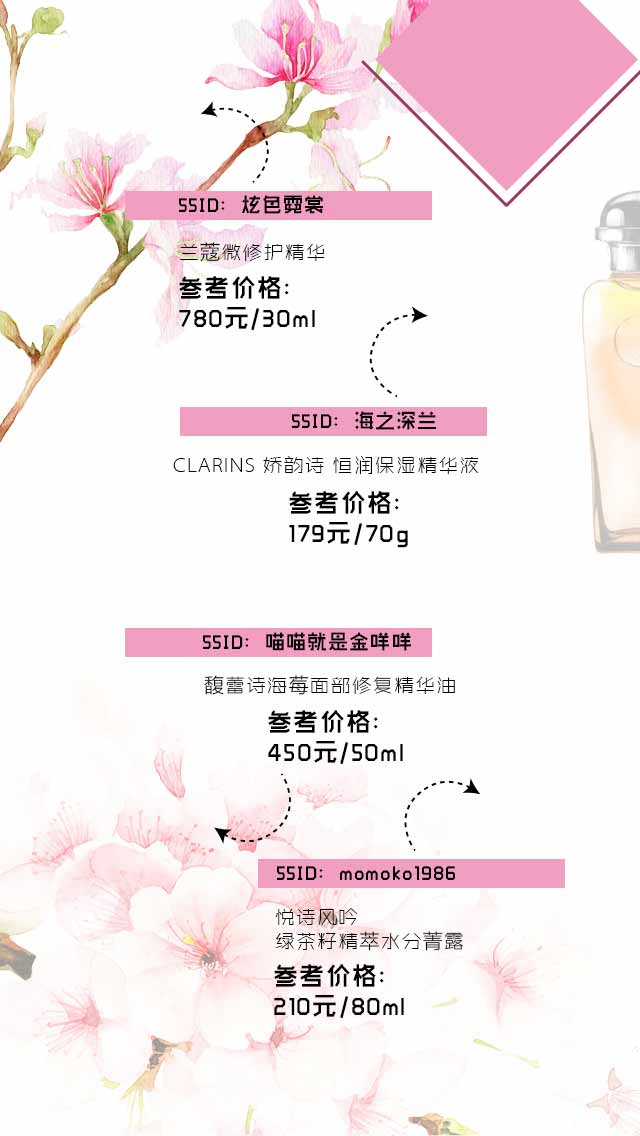 SSID: 炫色霓裳
兰蔻微修护精华
参考价格:
780元/30ml
SSID: 海之深兰
CLARINS 娇韵诗 恒润保湿精华液
参考价格:
179元/70g
SSID: 喵喵就是金咩咩
馥蕾诗海莓面部修复精华油
参考价格:
450元/50ml
SSID: momoko1986
悦诗风吟
绿茶籽精萃水分菁露
参考价格:
210元/80ml